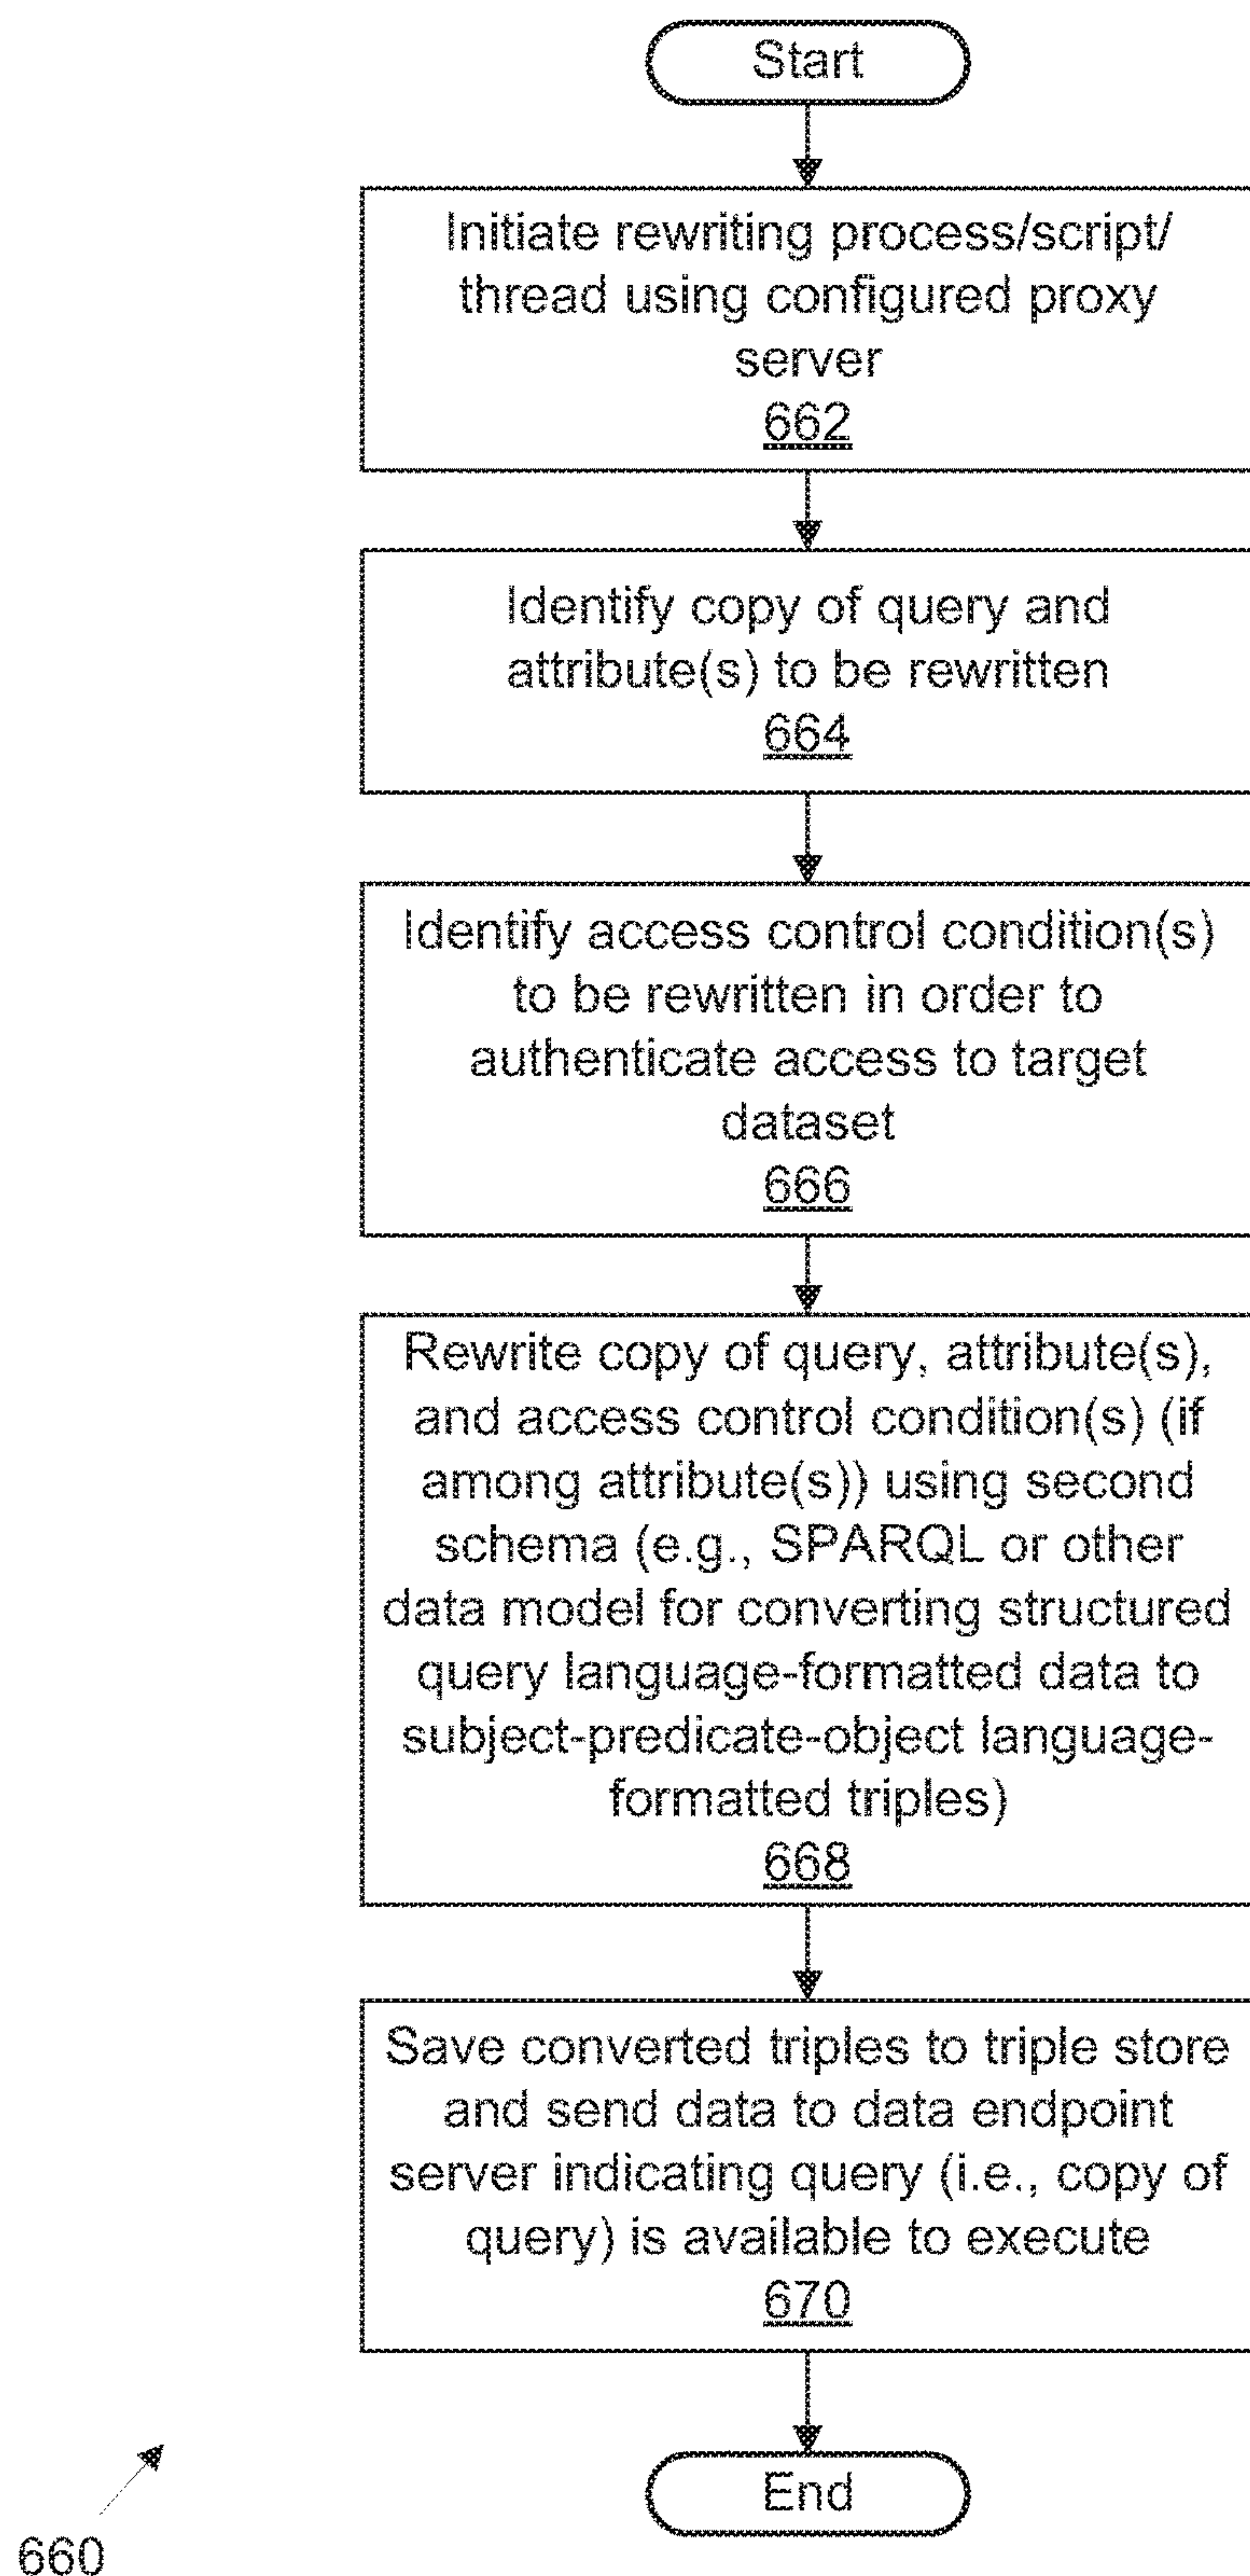 Start
Initiate rewriting process/script/
thread using configured proxy
server
662
Identify copy of query and
attribute(s) to be rewritten
664
Identify access control condition(s)
to be rewritten in order to
authenticate access to target
dataset
666
Rewrite copy of query, attribute(s),
and access control condition(s) (if
among attribute(s)) using second
schema (e.g., SPARQL or other
data model for converting structured
query language-formatted data to
subject-predicate-object language-
formatted triples)
668
Save converted triples to triple store
and send data to data endpoint
server indicating query (i.e., copy of
query) is available to execute
670
End
660